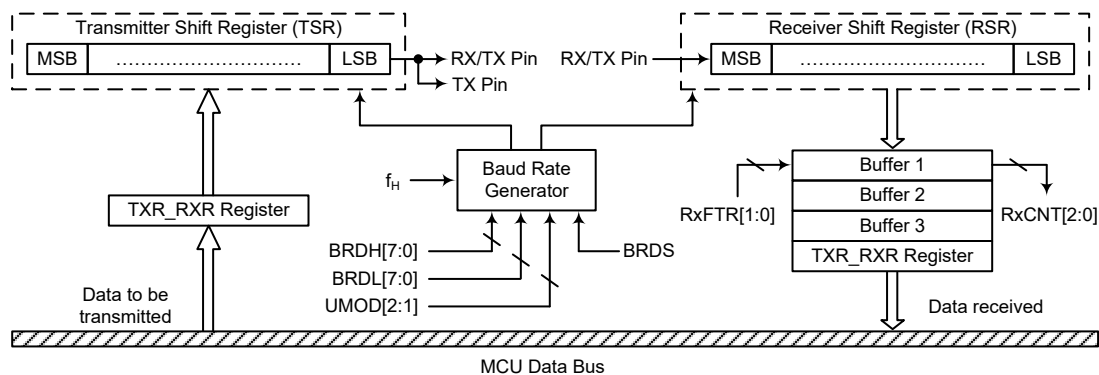 Transmitter Shift Register (TSR)
MSB
…………………………
LSB
RX/TX Pin
TX Pin
RX/TX Pin
Receiver Shift Register (RSR)
MSB
…………………………
LSB
fH
Baud Rate
Generator
TXR_RXR Register
BRDH[7:0]
BRDL[7:0]
UMOD[2:1]
BRDS
RxFTR[1:0]
Buffer 1
Buffer 2
Buffer 3
TXR_RXR Register
RxCNT[2:0]
Data to be
transmitted
Data received
MCU Data Bus